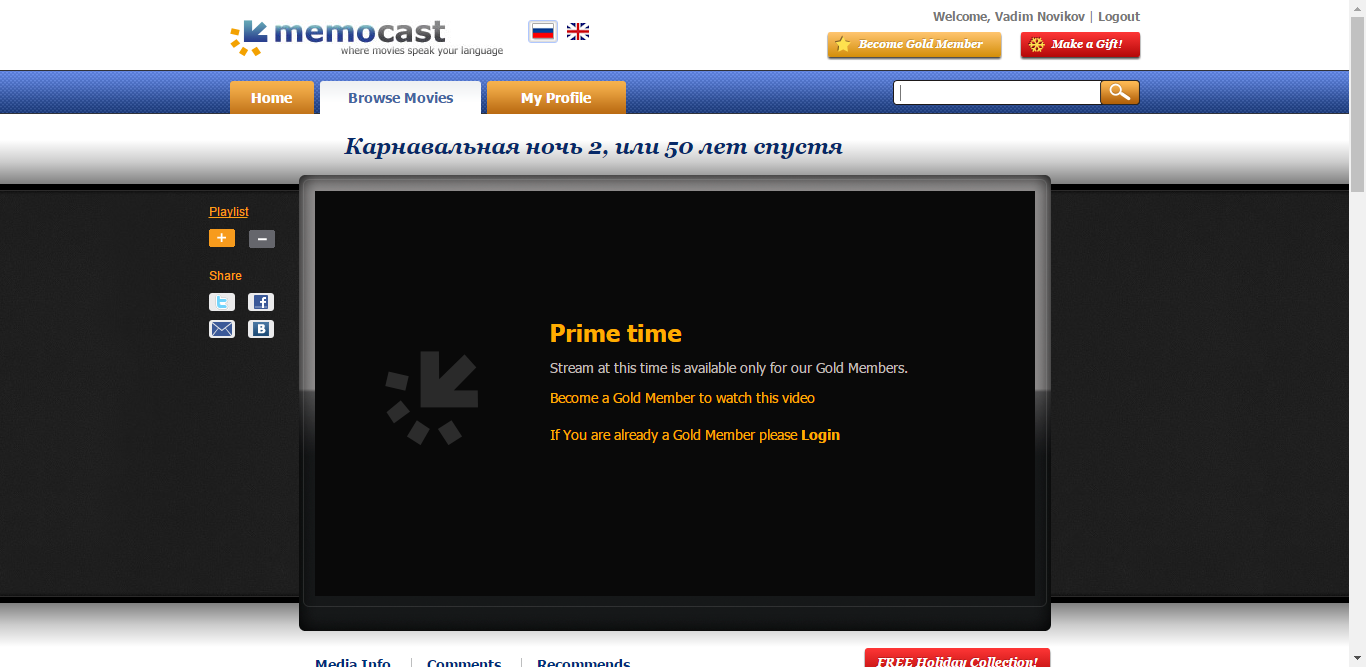 Welcome, Vadim Novikov | Logout
memocast
where movies speak your language
Become Gold Member
Make a Gift!
Home
Browse Movies
My Profile
Карнавальная ночь 2, или 50 лет спустя
Playlist
+
−
Share
t
f
B
Prime time
Stream at this time is available only for our Gold Members.
Become a Gold Member to watch this video
If You are already a Gold Member please Login
Media Info
Comments
Recommends
FREE Holiday Collection!